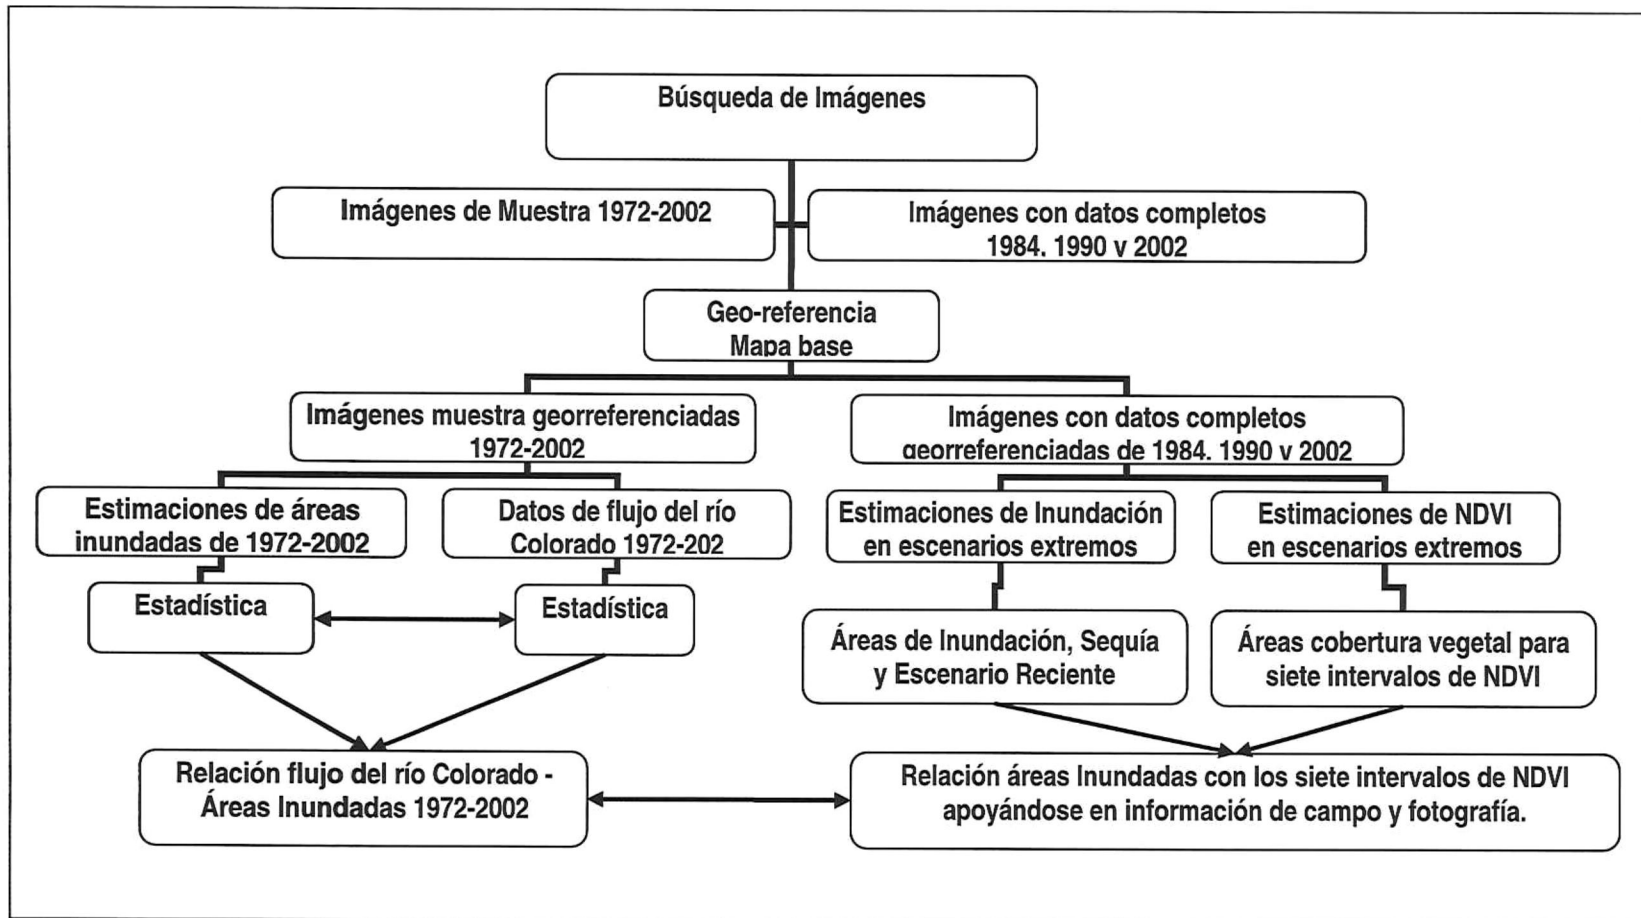 Búsqueda de Imágenes
Imágenes de Muestra 1972-2002
Imágenes con datos completos
1984. 1990 v 2002
Geo-referencia
Mapa base
Imágenes muestra georreferenciadas
1972-2002
Imágenes con datos completos
georreferenciadas de 1984. 1990 v 2002
Estimaciones de áreas
inundadas de 1972-2002
Datos de flujo del río
Colorado 1972-202
Estimaciones de Inundación
en escenarios extremos
Estimaciones de NDVI
en escenarios extremos
Estadística
Estadística
Áreas de Inundación, Sequía
y Escenario Reciente
Áreas cobertura vegetal para
siete intervalos de NDVI
Relación flujo del río Colorado -
Áreas Inundadas 1972-2002
Relación áreas Inundadas con los siete intervalos de NDVI
apoyándose en información de campo y fotografía.